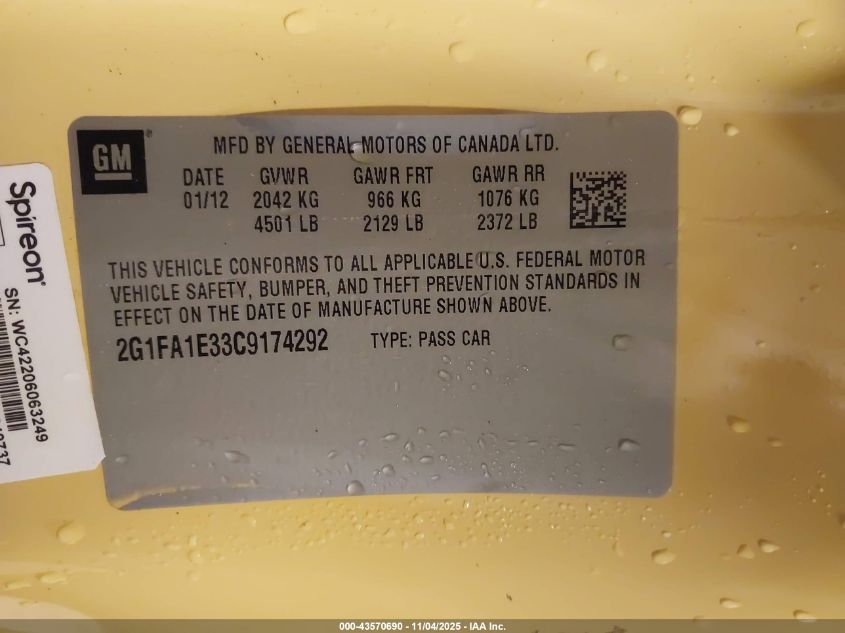 GM
MFD BY GENERAL MOTORS OF CANADA LTD.
DATE GVWR GAWR FRT GAWR RR
01/12 2042 KG 966 KG 1076 KG
4501 LB 2129 LB 2372 LB
THIS VEHICLE CONFORMS TO ALL APPLICABLE U.S. FEDERAL MOTOR
VEHICLE SAFETY, BUMPER, AND THEFT PREVENTION STANDARDS IN
EFFECT ON THE DATE OF MANUFACTURE SHOWN ABOVE.
2G1FA1E33C9174292 TYPE: PASS CAR
Spireon
SN: WC42206063249
000-43570690 - 11/04/2025 - IAA Inc.